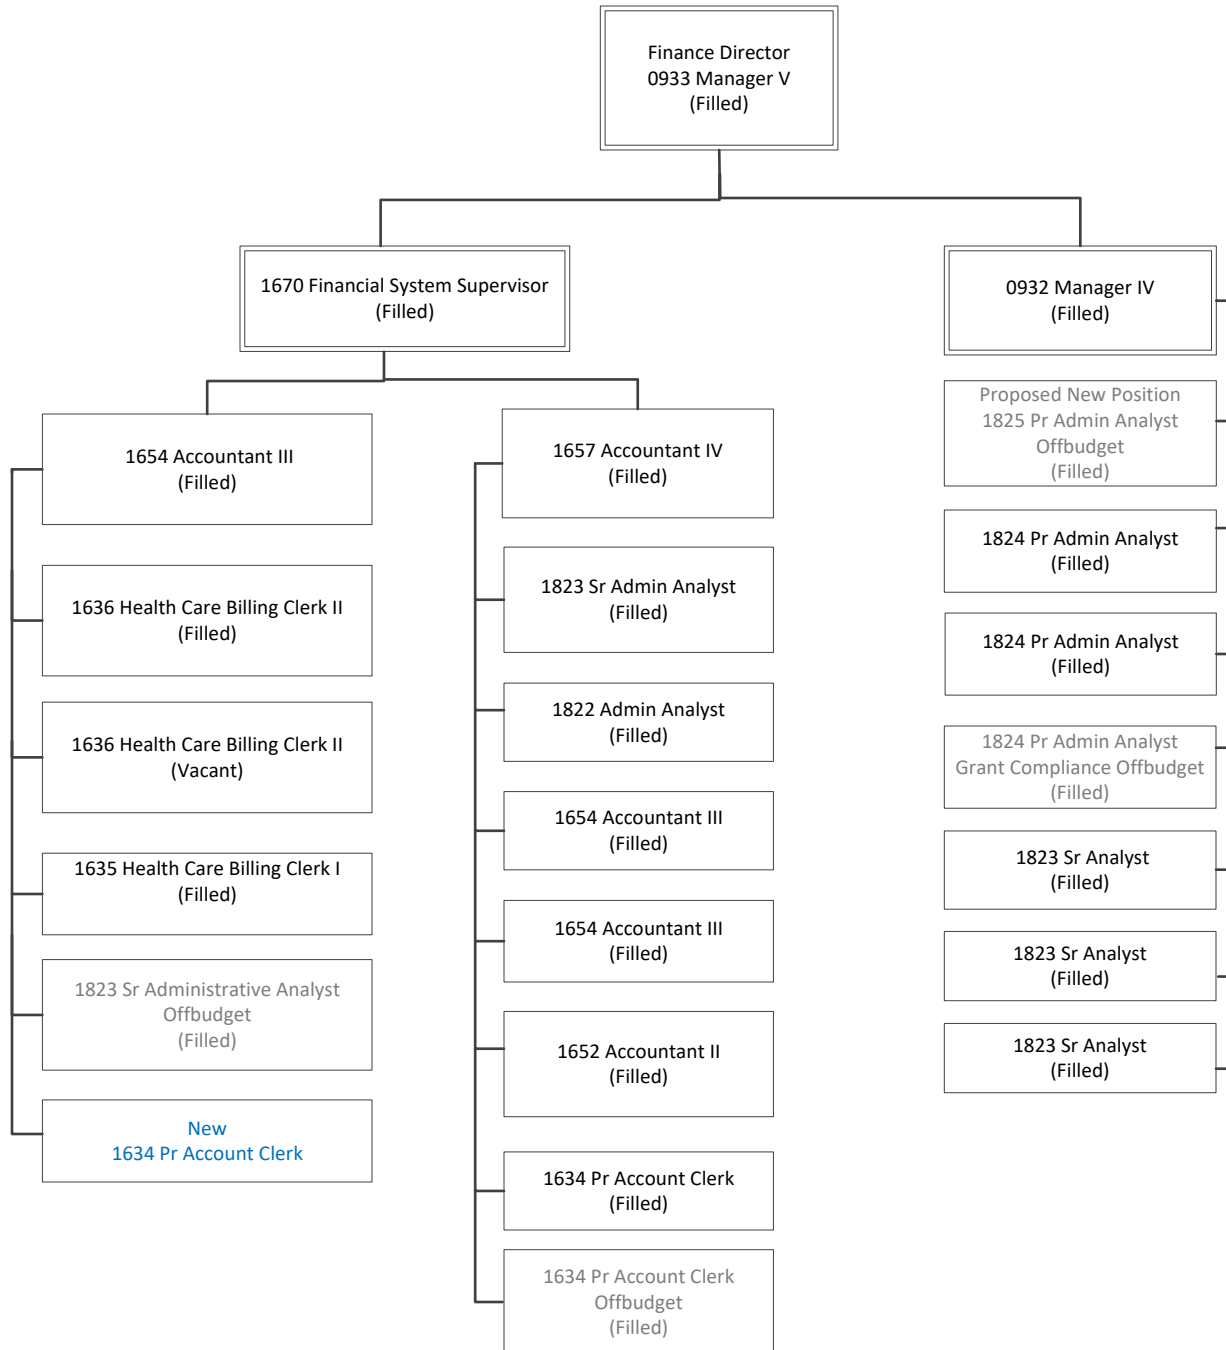 Finance Director
0933 Manager V
(Filled)
1670 Financial System Supervisor
(Filled)
0932 Manager IV
(Filled)
1654 Accountant III
(Filled)
1636 Health Care Billing Clerk II
(Filled)
1636 Health Care Billing Clerk II
(Vacant)
1635 Health Care Billing Clerk I
(Filled)
1823 Sr Administrative Analyst
Offbudget
(Filled)
New
1634 Pr Account Clerk
1657 Accountant IV
(Filled)
1823 Sr Admin Analyst
(Filled)
1822 Admin Analyst
(Filled)
1654 Accountant III
(Filled)
1654 Accountant III
(Filled)
1652 Accountant II
(Filled)
1634 Pr Account Clerk
(Filled)
1634 Pr Account Clerk
Offbudget
(Filled)
Proposed New Position
1825 Pr Admin Analyst
Offbudget
(Filled)
1824 Pr Admin Analyst
(Filled)
1824 Pr Admin Analyst
(Filled)
1824 Pr Admin Analyst
Grant Compliance Offbudget
(Filled)
1823 Sr Analyst
(Filled)
1823 Sr Analyst
(Filled)
1823 Sr Analyst
(Filled)